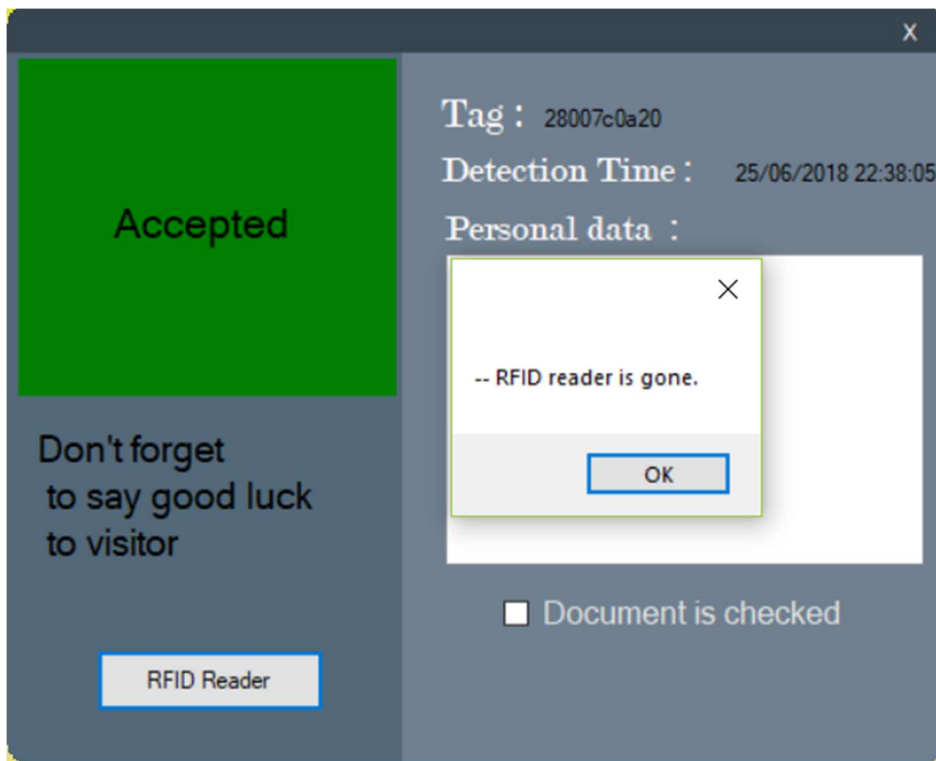 X
Accepted
Don't forget
to say good luck
to visitor
RFID Reader
Tag : 28007c0a20
Detection Time : 25/06/2018 22:38:05
Personal data :
-- RFID reader is gone.
OK
Document is checked